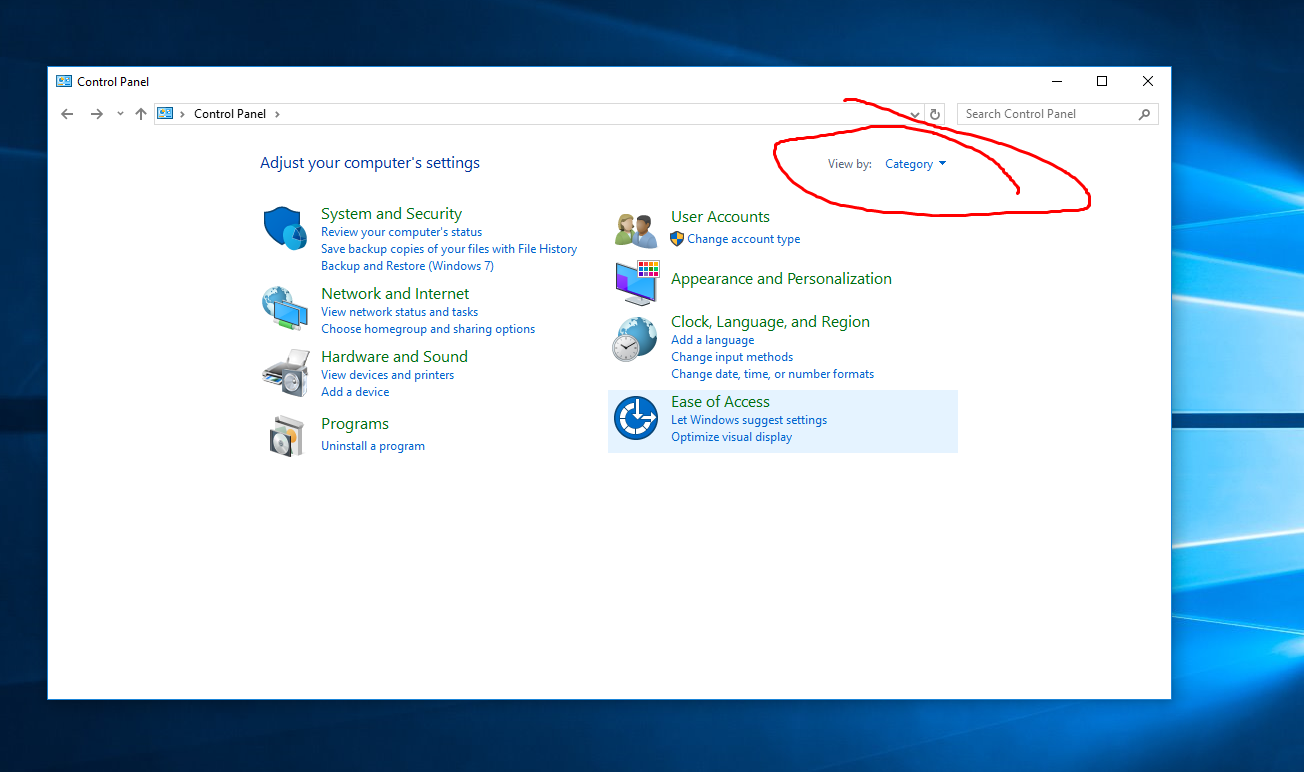 Control Panel
Control Panel
Search Control Panel
Adjust your computer's settings
View by: Category
System and Security
Review your computer's status
Save backup copies of your files with File History
Backup and Restore (Windows 7)
Network and Internet
View network status and tasks
Choose homegroup and sharing options
Hardware and Sound
View devices and printers
Add a device
Programs
Uninstall a program
User Accounts
Change account type
Appearance and Personalization
Clock, Language, and Region
Add a language
Change input methods
Change date, time, or number formats
Ease of Access
Let Windows suggest settings
Optimize visual display